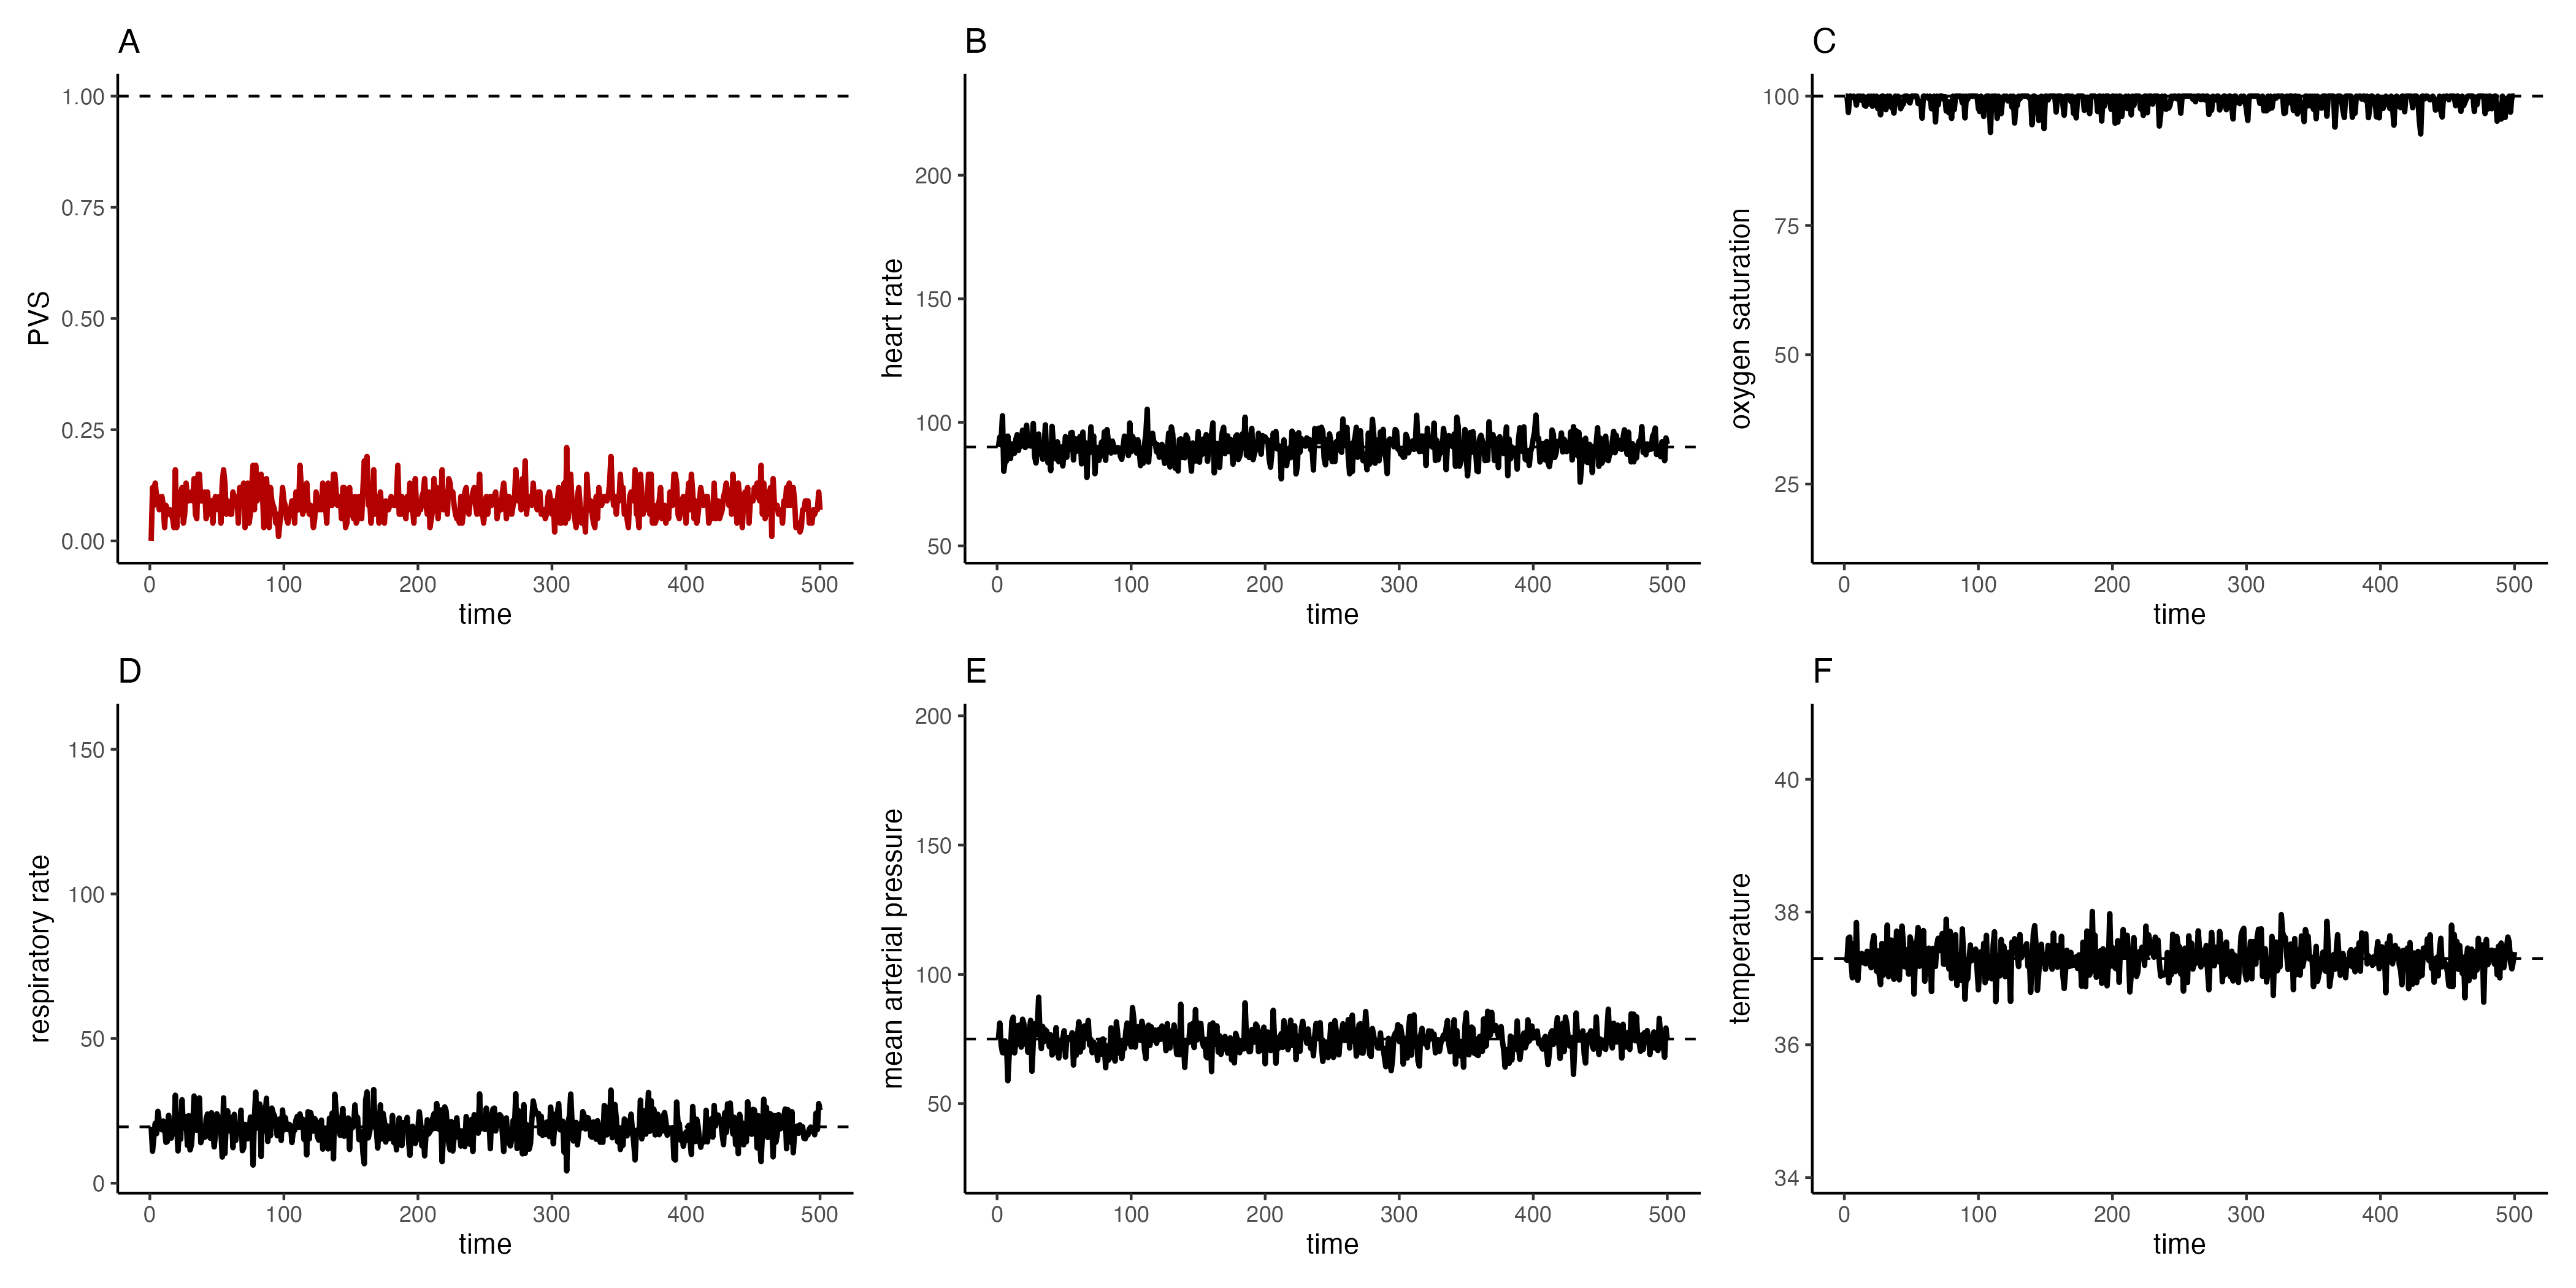 A
PVS
1.00
0.75
0.50
0.25
0.00
0 100 200 300 400 500
time
B
heart rate
200
150
100
50
0 100 200 300 400 500
time
C
oxygen saturation
100
75
50
25
0 100 200 300 400 500
time
D
respiratory rate
150
100
50
0
0 100 200 300 400 500
time
E
mean arterial pressure
200
150
100
50
0 100 200 300 400 500
time
F
temperature
40
38
36
34
0 100 200 300 400 500
time